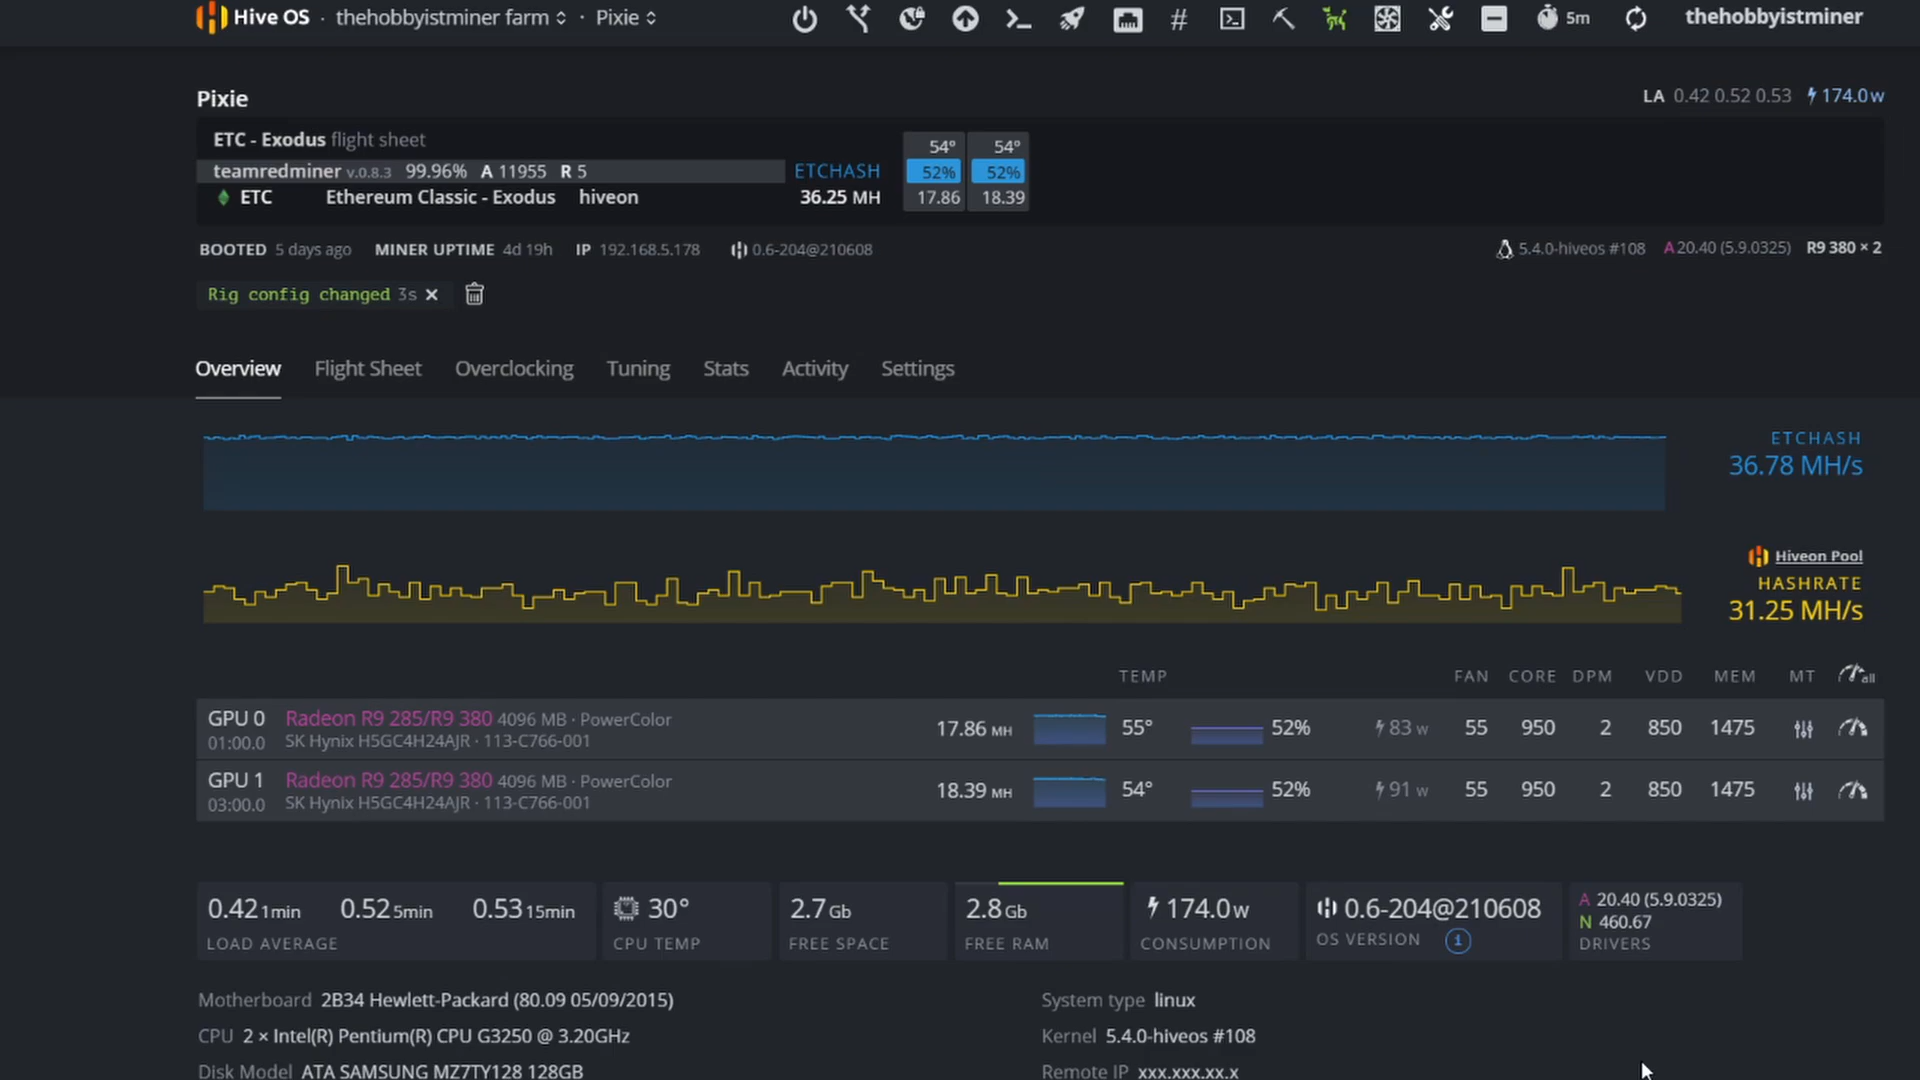 Hive OS · thehobbyistminer farm · Pixie
5m
thehobbyistminer
Pixie
LA 0.42 0.52 0.53 174.0 w
ETC - Exodus flight sheet
teamredminer v.0.8.3 99.96% A 11955 R 5
ETCHASH
ETC Ethereum Classic - Exodus hiveon
36.25 MH
54° 54°
52% 52%
17.86 18.39
BOOTED 5 days ago MINER UPTIME 4d 19h IP 192.168.5.178 0.6-204@210608
5.4.0-hiveos #108 A 20.40 (5.9.0325) R9 380 × 2
Rig config changed 3s ×
Overview Flight Sheet Overclocking Tuning Stats Activity Settings
ETCHASH
36.78 MH/s
Hiveon Pool
HASHRATE
31.25 MH/s
TEMP FAN CORE DPM VDD MEM MT all
GPU 0 Radeon R9 285/R9 380 4096 MB · PowerColor
01:00.0 SK Hynix H5GC4H24AJR · 113-C766-001
17.86 MH 55° 52% 83 w 55 950 2 850 1475
GPU 1 Radeon R9 285/R9 380 4096 MB · PowerColor
03:00.0 SK Hynix H5GC4H24AJR · 113-C766-001
18.39 MH 54° 52% 91 w 55 950 2 850 1475
0.42 1min 0.52 5min 0.53 15min
LOAD AVERAGE
30°
CPU TEMP
2.7 Gb
FREE SPACE
2.8 Gb
FREE RAM
174.0 w
CONSUMPTION
0.6-204@210608
OS VERSION i
A 20.40 (5.9.0325)
N 460.67
DRIVERS
Motherboard 2B34 Hewlett-Packard (80.09 05/09/2015)
CPU 2 × Intel(R) Pentium(R) CPU G3250 @ 3.20GHz
Disk Model ATA SAMSUNG MZ7TY128 128GB
System type linux
Kernel 5.4.0-hiveos #108
Remote IP xxx.xxx.xx.x